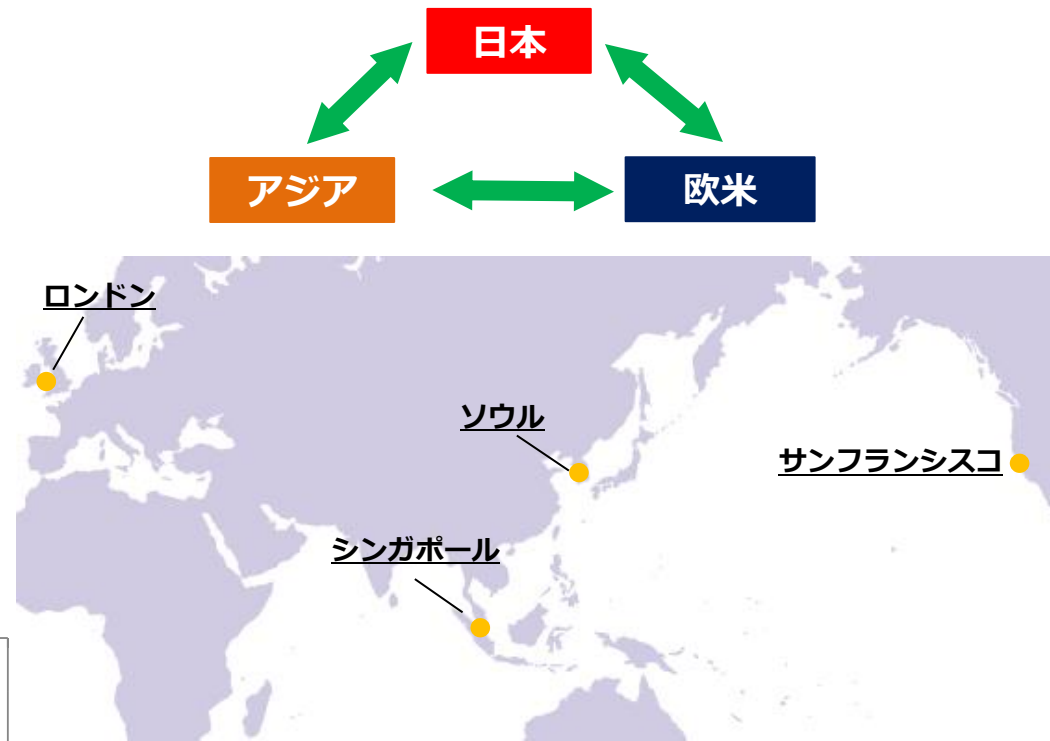 日本
アジア
欧米
ロンドン
ソウル
サンフランシスコ
シンガポール